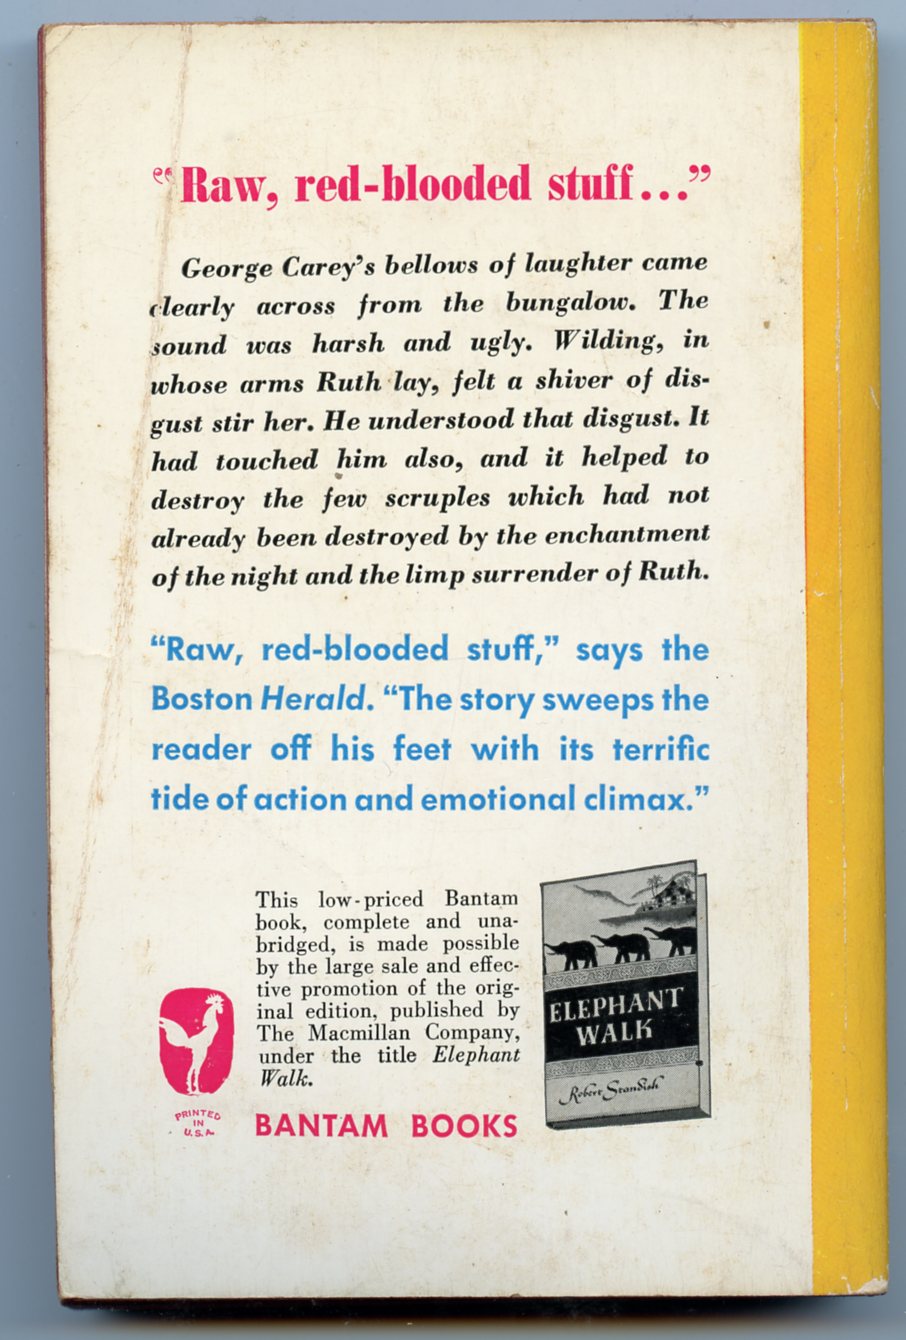 “Raw, red-blooded stuff...”
George Carey’s bellows of laughter came
clearly across from the bungalow. The
sound was harsh and ugly. Wilding, in
whose arms Ruth lay, felt a shiver of dis-
gust stir her. He understood that disgust. It
had touched him also, and it helped to
destroy the few scruples which had not
already been destroyed by the enchantment
of the night and the limp surrender of Ruth.
“Raw, red-blooded stuff,” says the
Boston Herald. “The story sweeps the
reader off his feet with its terrific
tide of action and emotional climax.”
This low-priced Bantam
book, complete and una-
bridged, is made possible
by the large sale and effec-
tive promotion of the orig-
inal edition, published by
The Macmillan Company,
under the title Elephant
Walk.
BANTAM BOOKS
PRINTED
IN
U.S.A.
ELEPHANT
WALK
Robert Standish